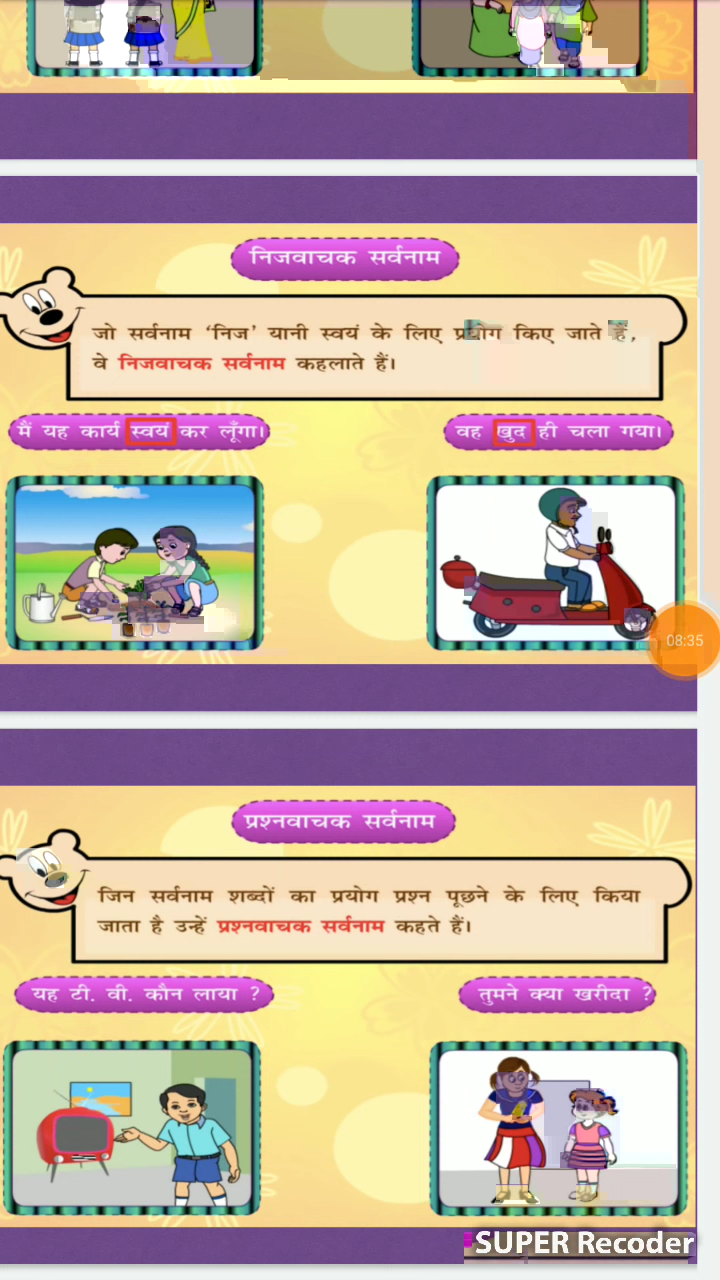 निजवाचक सर्वनाम
जो सर्वनाम ‘निज’ यानी स्वयं के लिए प्रयोग किए जाते हैं,
वे निजवाचक सर्वनाम कहलाते हैं।
मैं यह कार्य स्वयं कर लूँगा।
वह खुद ही चला गया।
08:35
प्रश्नवाचक सर्वनाम
जिन सर्वनाम शब्दों का प्रयोग प्रश्न पूछने के लिए किया
जाता है उन्हें प्रश्नवाचक सर्वनाम कहते हैं।
यह टी. वी. कौन लाया ?
तुमने क्या खरीदा ?
SUPER Recoder